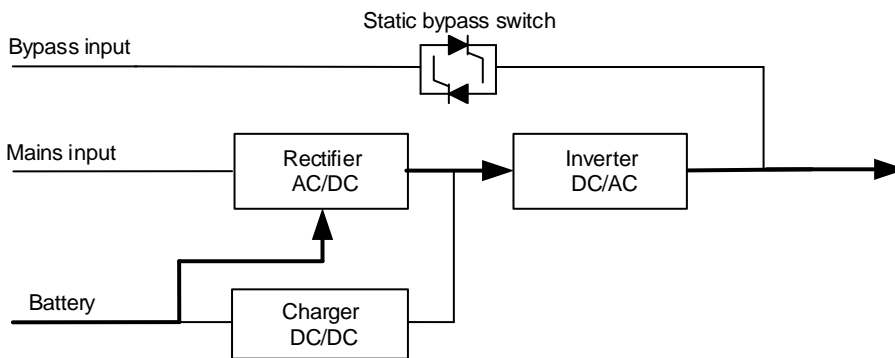 Static bypass switch
Bypass input
Mains input
Rectifier
AC/DC
Inverter
DC/AC
Battery
Charger
DC/DC